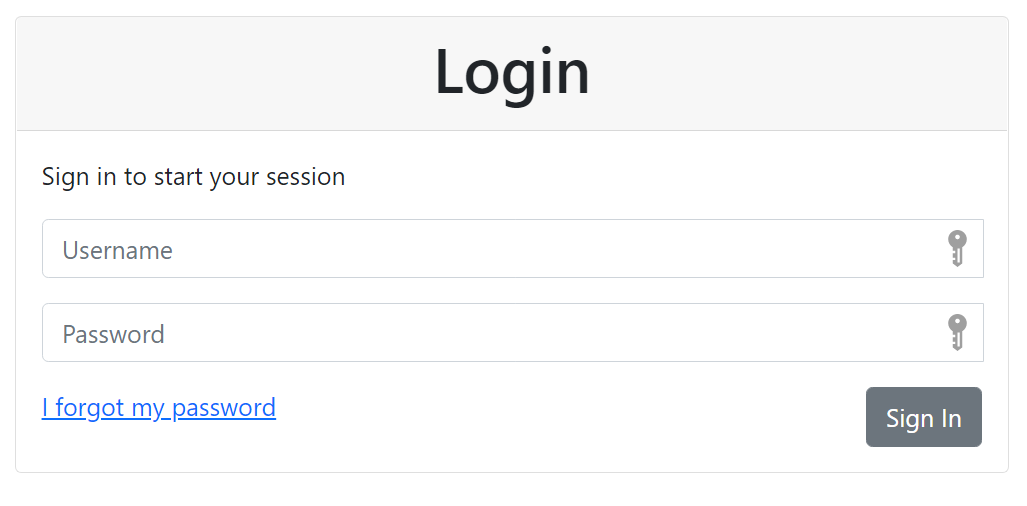 Login
Sign in to start your session
Username
Password
I forgot my password
Sign In